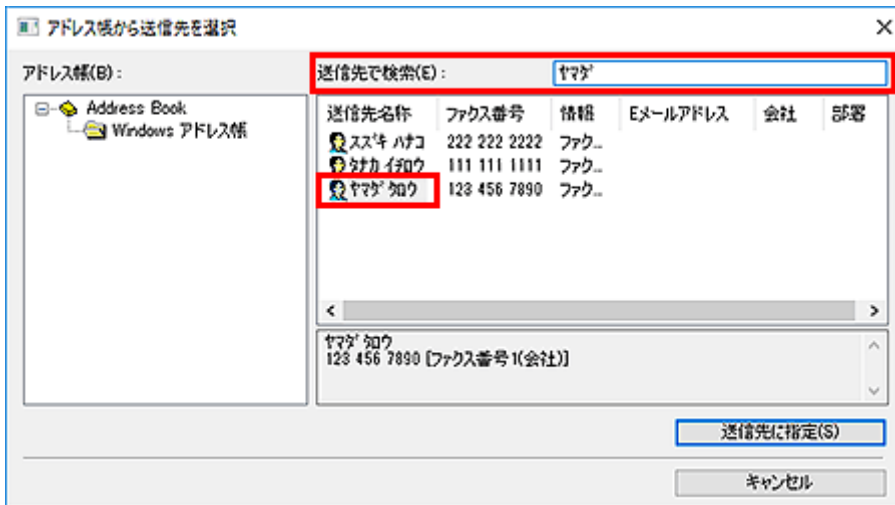 アドレス帳から送信先を選択
アドレス帳(B):
送信先で検索(E): ﾔﾏﾀﾞ
Address Book
Windows アドレス帳
送信先名称 ファクス番号 情報 Eメールアドレス 会社 部署
ｽｽﾞｷ ﾊﾅｺ 222 222 2222 ファク...
ﾀﾅｶ ｲﾁﾛｳ 111 111 1111 ファク...
ﾔﾏﾀﾞ ﾀﾛｳ 123 456 7890 ファク...
ﾔﾏﾀﾞ ﾀﾛｳ
123 456 7890 [ファクス番号1(会社)]
送信先に指定(S)
キャンセル